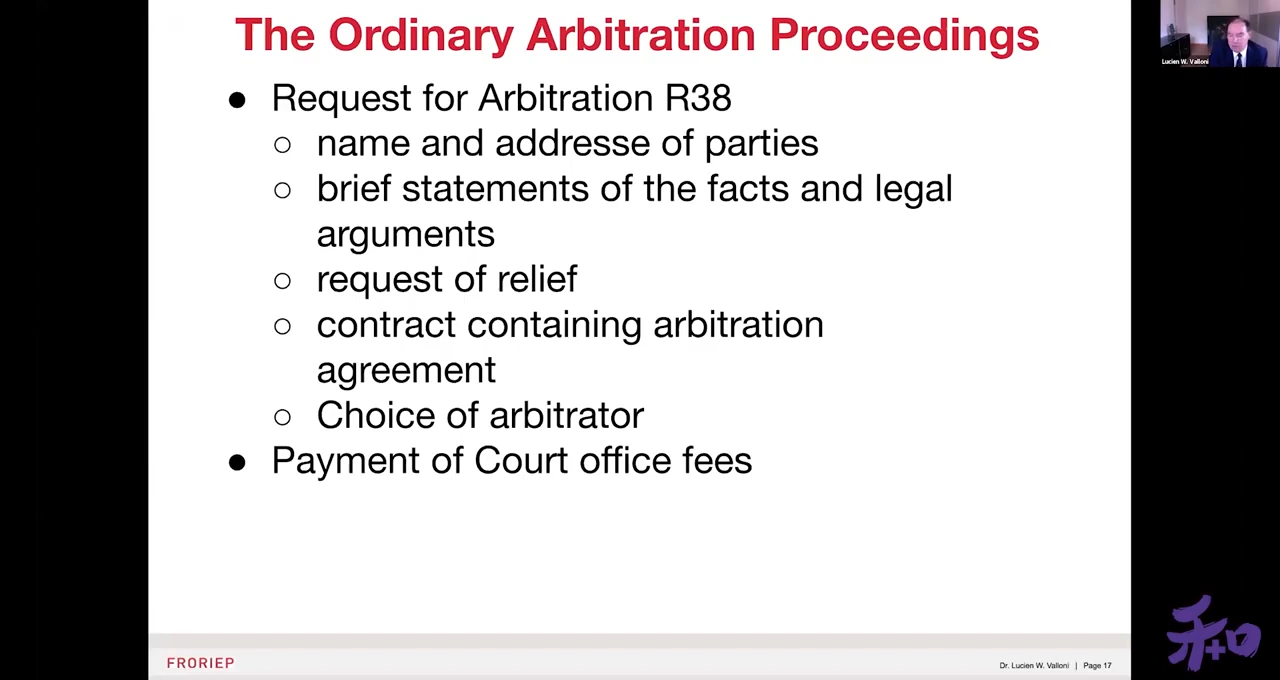 The Ordinary Arbitration Proceedings
● Request for Arbitration R38
○ name and addresse of parties
○ brief statements of the facts and legal
arguments
○ request of relief
○ contract containing arbitration
agreement
○ Choice of arbitrator
● Payment of Court office fees
FRORIEP
Dr. Lucien W. Valloni | Page 17
Lucien W. Valloni
和